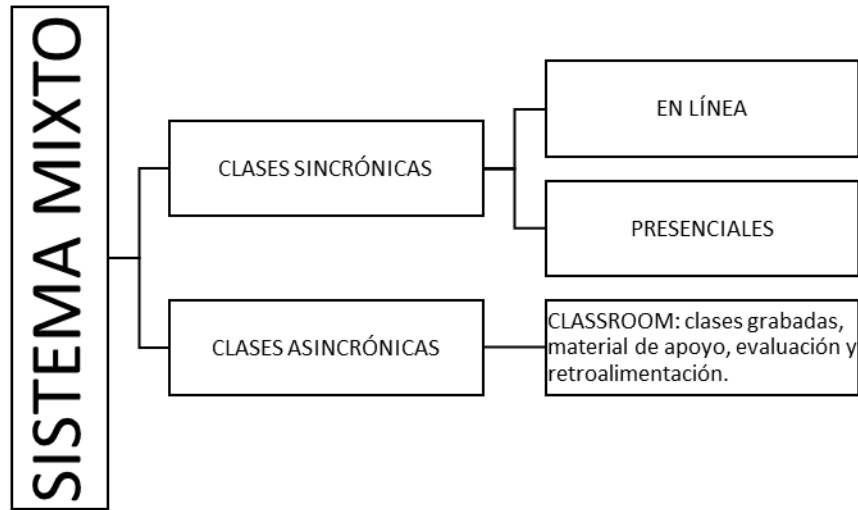 SISTEMA MIXTO
CLASES SINCRÓNICAS
EN LÍNEA
PRESENCIALES
CLASES ASINCRÓNICAS
CLASSROOM: clases grabadas,
material de apoyo, evaluación y
retroalimentación.